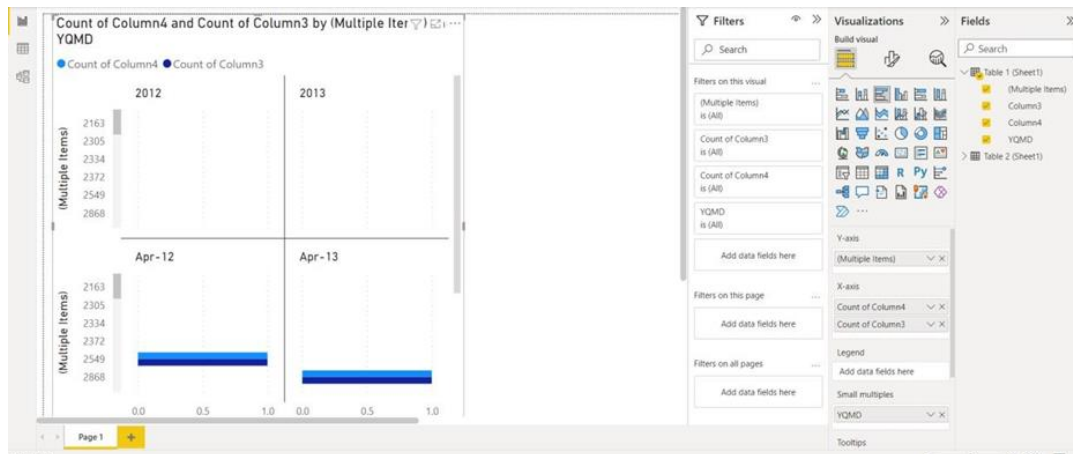 Count of Column4 and Count of Column3 by (Multiple Iter
YQMD
Count of Column4 Count of Column3
2012 2013
(Multiple Items)
2163
2305
2334
2372
2549
2868
Apr-12 Apr-13
(Multiple Items)
2163
2305
2334
2372
2549
2868
0.0 0.5 1.0 0.0 0.5 1.0
Page 1
Filters
Search
Filters on this visual
(Multiple Items)
is (All)
Count of Column3
is (All)
Count of Column4
is (All)
YQMD
is (All)
Add data fields here
Filters on this page
Add data fields here
Filters on all pages
Add data fields here
Visualizations
Build visual
R Py
Y-axis
(Multiple Items)
X-axis
Count of Column4
Count of Column3
Legend
Add data fields here
Small multiples
YQMD
Tooltips
Fields
Search
Table 1 (Sheet1)
(Multiple Items)
Column3
Column4
YQMD
Table 2 (Sheet1)